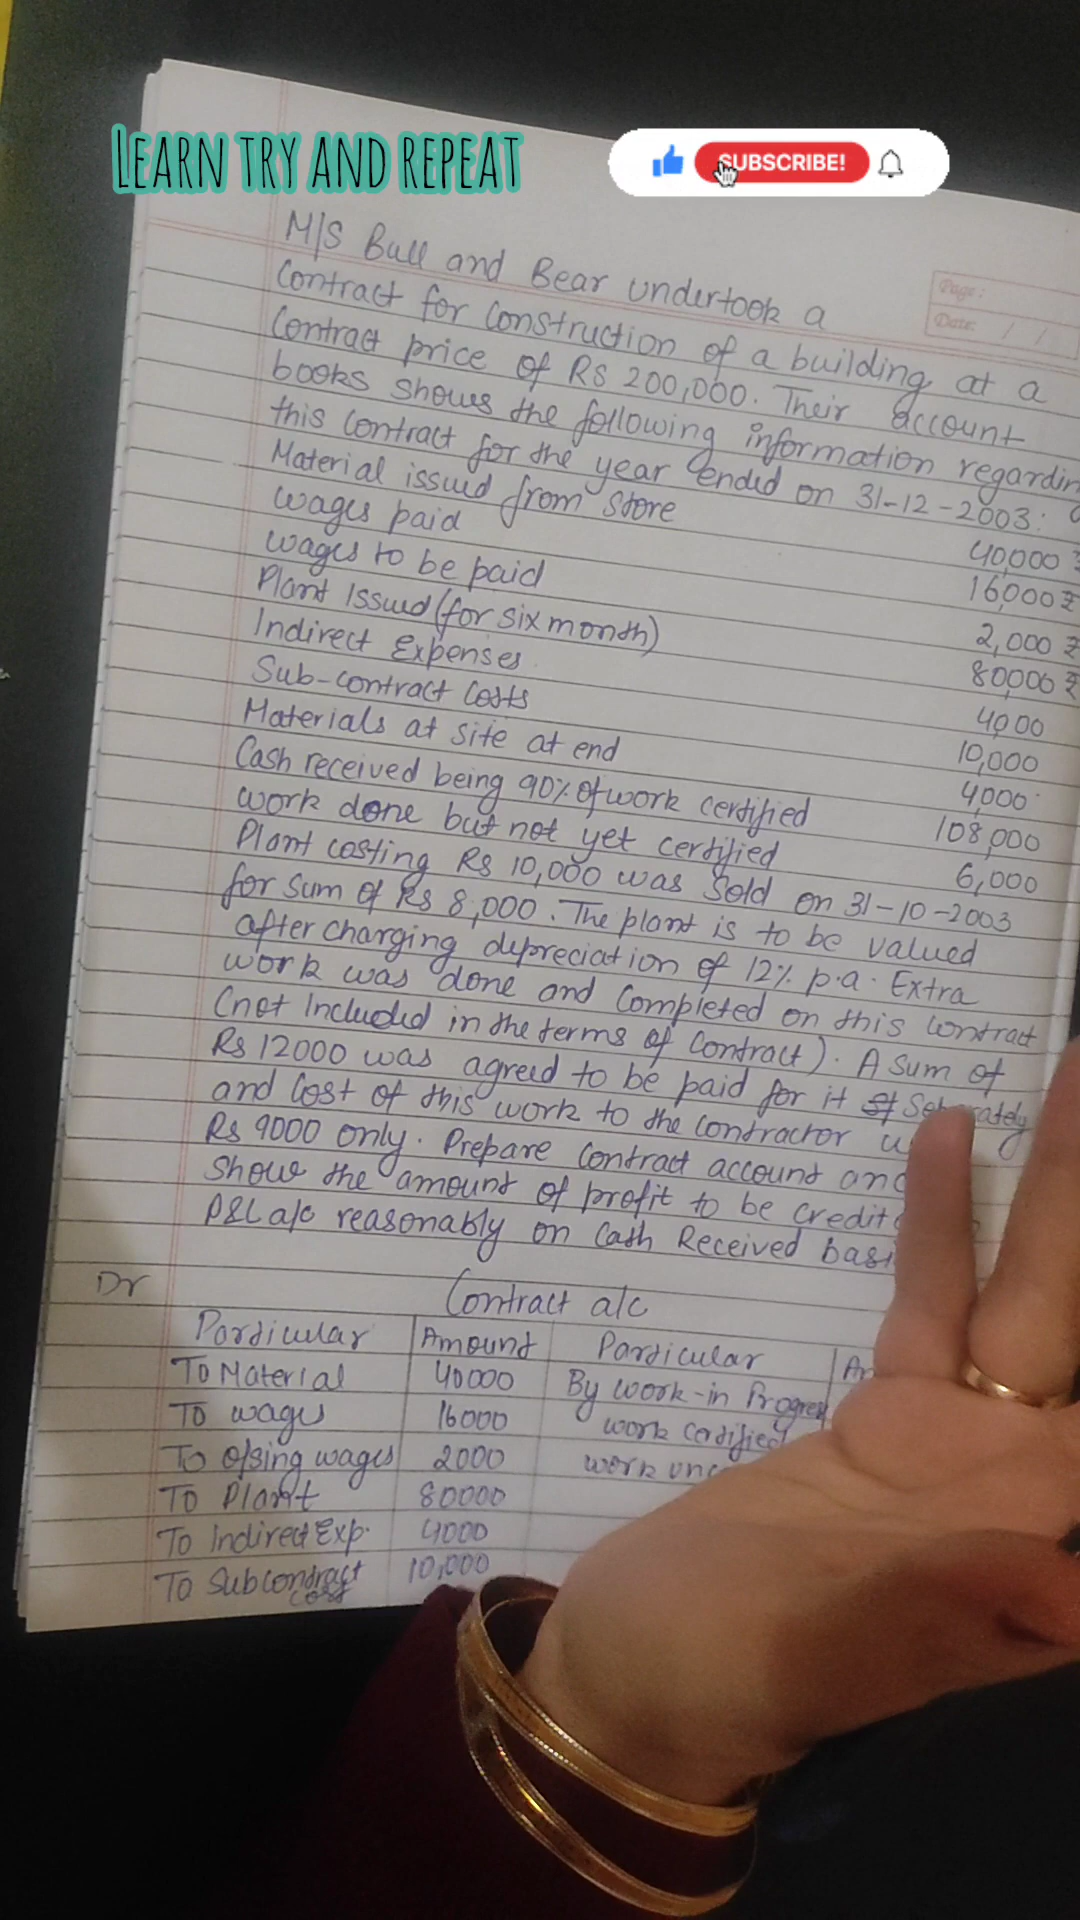 LEARN TRY AND REPEAT
SUBSCRIBE!
Page:
Date: / /
M/S Bull and Bear undertook a
Contract for Construction of a building at a
Contract price of RS 200,000. Their account
books shows the following information regardin
this Contract for the year ended on 31-12-2003:
Material issued from Store 40,000 ₹
wages paid 16,000 ₹
wages to be paid 2,000 ₹
Plant Issued (for six month) 80,000 ₹
Indirect Expenses 4000
Sub-contract Costs 10,000
Materials at site at end 4000
Cash received being 90% of work certified 108,000
work done but not yet certified 6,000
Plant costing Rs 10,000 was Sold on 31-10-2003
for sum of Rs 8,000. The plant is to be valued
after charging depreciation of 12% p.a. Extra
work was done and Completed on this Contract
(not Included in the terms of Contract). A Sum of
Rs 12000 was agreed to be paid for it Seperately
and Cost of this work to the Contractor
Rs 9000 only. Prepare Contract account and
Show the amount of profit to be credit
P&L a/c reasonably on Cash Received basi
Dr Contract a/c
Particular Amount Particular Am
To Material 40000 By work-in Progress
To wages 16000 work certified
To o/sing wages 2000 work unc
To Plant 80000
To Indirect Exp. 4000
To Subcontract 10,000
Cost